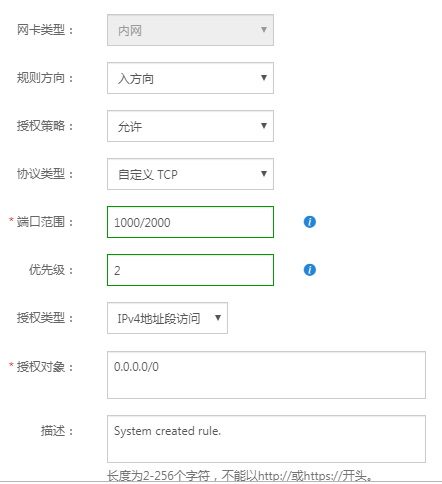 网卡类型： 内网
规则方向： 入方向
授权策略： 允许
协议类型： 自定义 TCP
* 端口范围： 1000/2000
优先级： 2
授权类型： IPv4地址段访问
* 授权对象： 0.0.0.0/0
描述： System created rule.
长度为2-256个字符，不能以http://或https://开头。